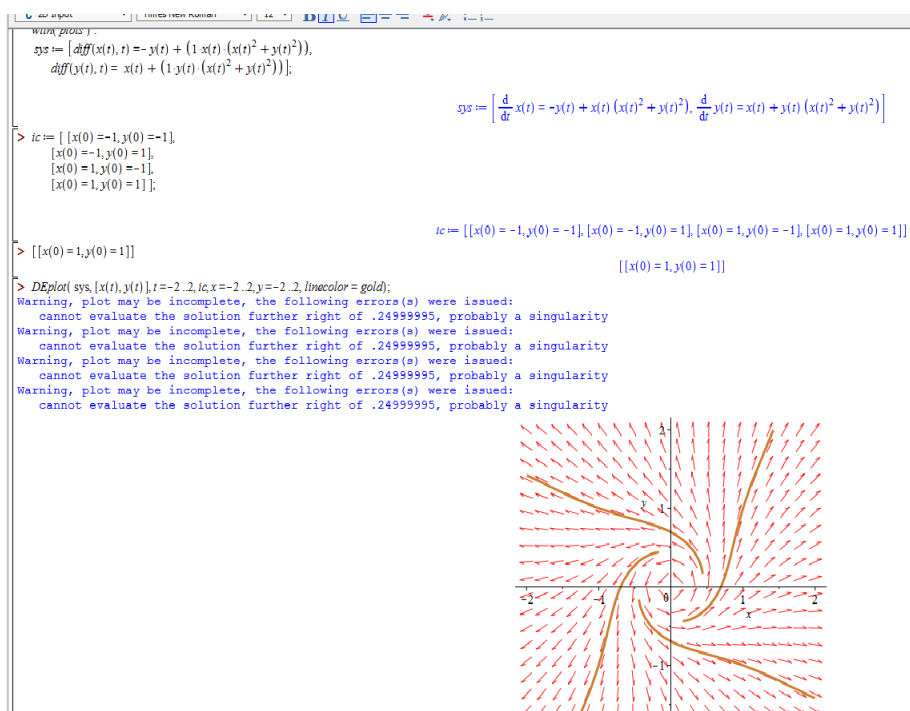 2D Input Times New Roman 12 B I U
with(plots):
sys := [diff(x(t), t) = -y(t) + (1·x(t)·(x(t)² + y(t)²)),
diff(y(t), t) = x(t) + (1·y(t)·(x(t)² + y(t)²))];
sys := [d/dt x(t) = -y(t) + x(t) (x(t)² + y(t)²), d/dt y(t) = x(t) + y(t) (x(t)² + y(t)²)]
> ic := [ [x(0) = -1, y(0) = -1],
[x(0) = -1, y(0) = 1],
[x(0) = 1, y(0) = -1],
[x(0) = 1, y(0) = 1] ];
ic := [[x(0) = -1, y(0) = -1], [x(0) = -1, y(0) = 1], [x(0) = 1, y(0) = -1], [x(0) = 1, y(0) = 1]]
> [[x(0) = 1, y(0) = 1]]
[[x(0) = 1, y(0) = 1]]
> DEplot( sys, [x(t), y(t)], t = -2 ..2, ic, x = -2 ..2, y = -2 ..2, linecolor = gold);
Warning, plot may be incomplete, the following errors(s) were issued:
cannot evaluate the solution further right of .24999995, probably a singularity
Warning, plot may be incomplete, the following errors(s) were issued:
cannot evaluate the solution further right of .24999995, probably a singularity
Warning, plot may be incomplete, the following errors(s) were issued:
cannot evaluate the solution further right of .24999995, probably a singularity
Warning, plot may be incomplete, the following errors(s) were issued:
cannot evaluate the solution further right of .24999995, probably a singularity
2
y 1
-2 -1 0 1 2
x
-1